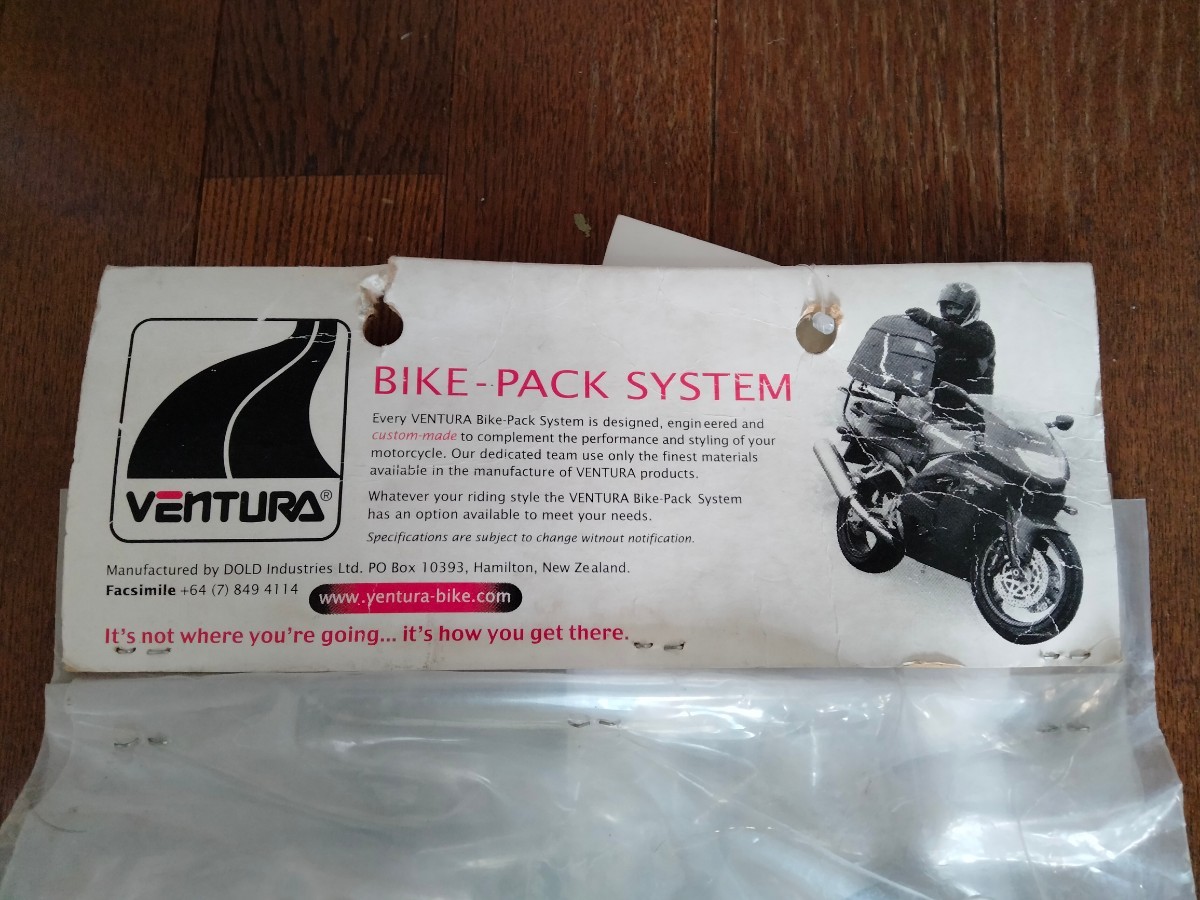 VENTURA®
BIKE-PACK SYSTEM
Every VENTURA Bike-Pack System is designed, engineered and
custom-made to complement the performance and styling of your
motorcycle. Our dedicated team use only the finest materials
available in the manufacture of VENTURA products.
Whatever your riding style the VENTURA Bike-Pack System
has an option available to meet your needs.
Specifications are subject to change without notification.
Manufactured by DOLD Industries Ltd. PO Box 10393, Hamilton, New Zealand.
Facsimile +64 (7) 849 4114
www.ventura-bike.com
It's not where you're going... it's how you get there.